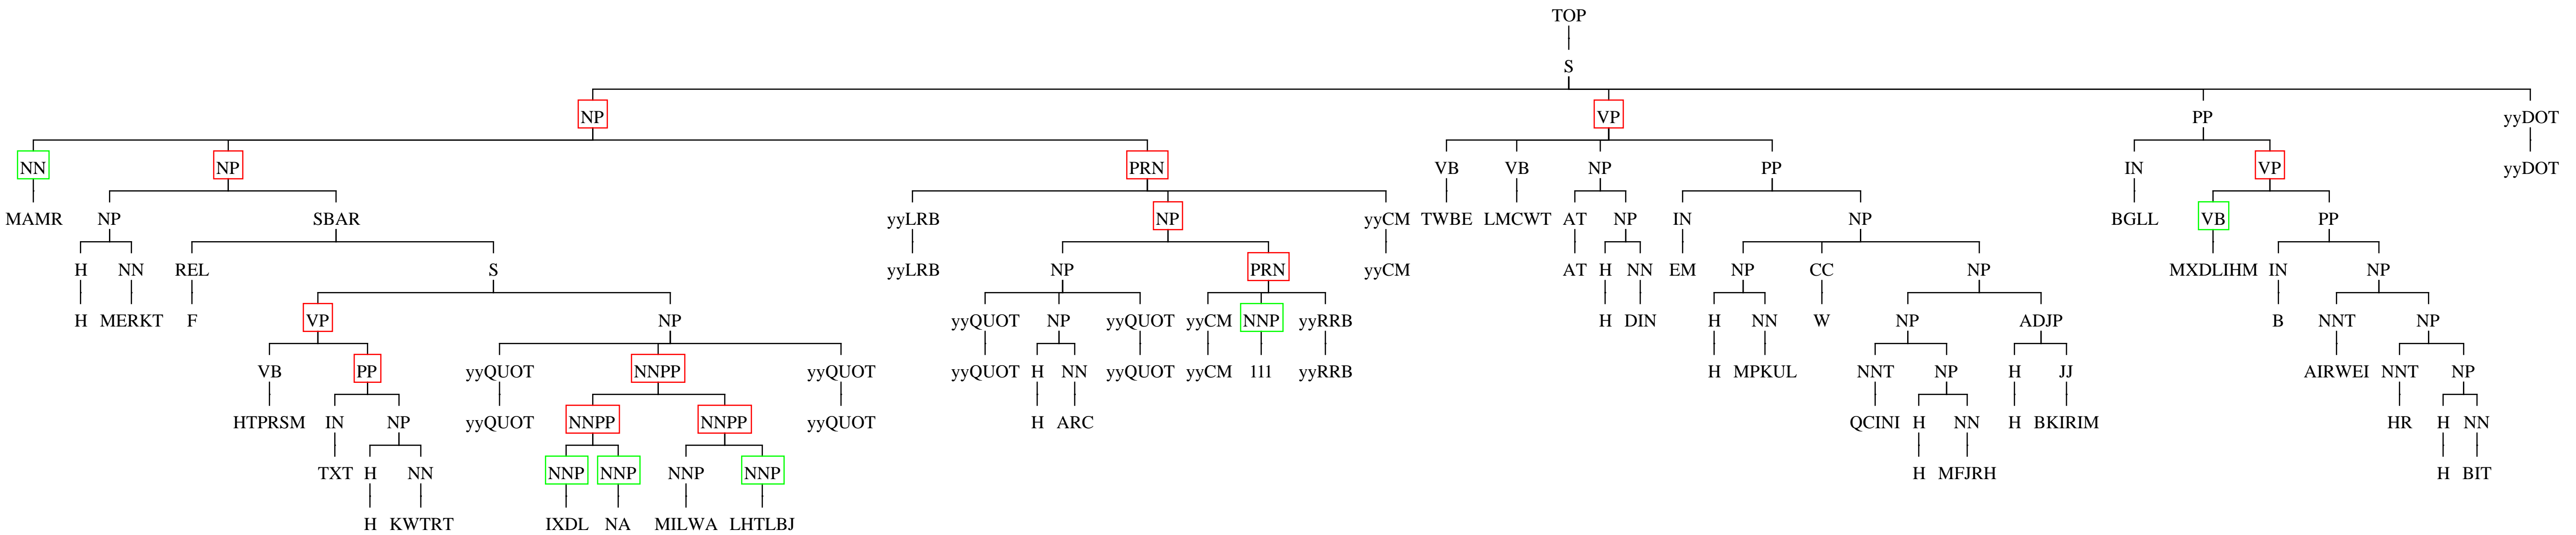 TOP
S
NP VP PP yyDOT
NN NP PRN VB VB NP PP IN VP yyDOT
MAMR NP SBAR yyLRB NP yyCM TWBE LMCWT AT NP IN NP BGLL VB PP
H NN REL S yyLRB NP PRN yyCM AT H NN EM NP CC NP MXDLIHM IN NP
H MERKT F VP NP yyQUOT NP yyQUOT yyCM NNP yyRRB H DIN H NN W NP ADJP B NNT NP
VB PP yyQUOT NNPP yyQUOT yyQUOT H NN yyQUOT yyCM 111 yyRRB H MPKUL NNT NP H JJ AIRWEI NNT NP
HTPRSM IN NP yyQUOT NNPP NNPP yyQUOT H ARC QCINI H NN H BKIRIM HR H NN
TXT H NN NNP NNP NNP NNP H MFJRH H BIT
H KWTRT IXDL NA MILWA LHTLBJ